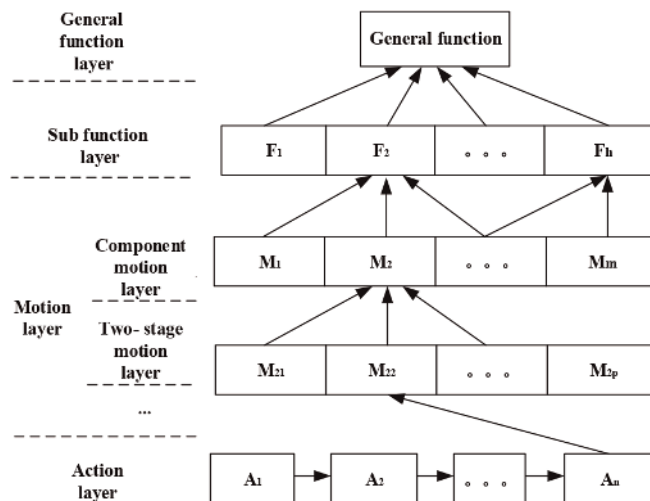 General
function
layer
General function
Sub function
layer
F1 F2 ∘ ∘ ∘ Fh
Component
motion
layer
M1 M2 ∘ ∘ ∘ Mm
Motion
layer
Two- stage
motion
layer
M21 M22 ∘ ∘ ∘ M2p
...
Action
layer
A1 A2 ∘ ∘ ∘ An